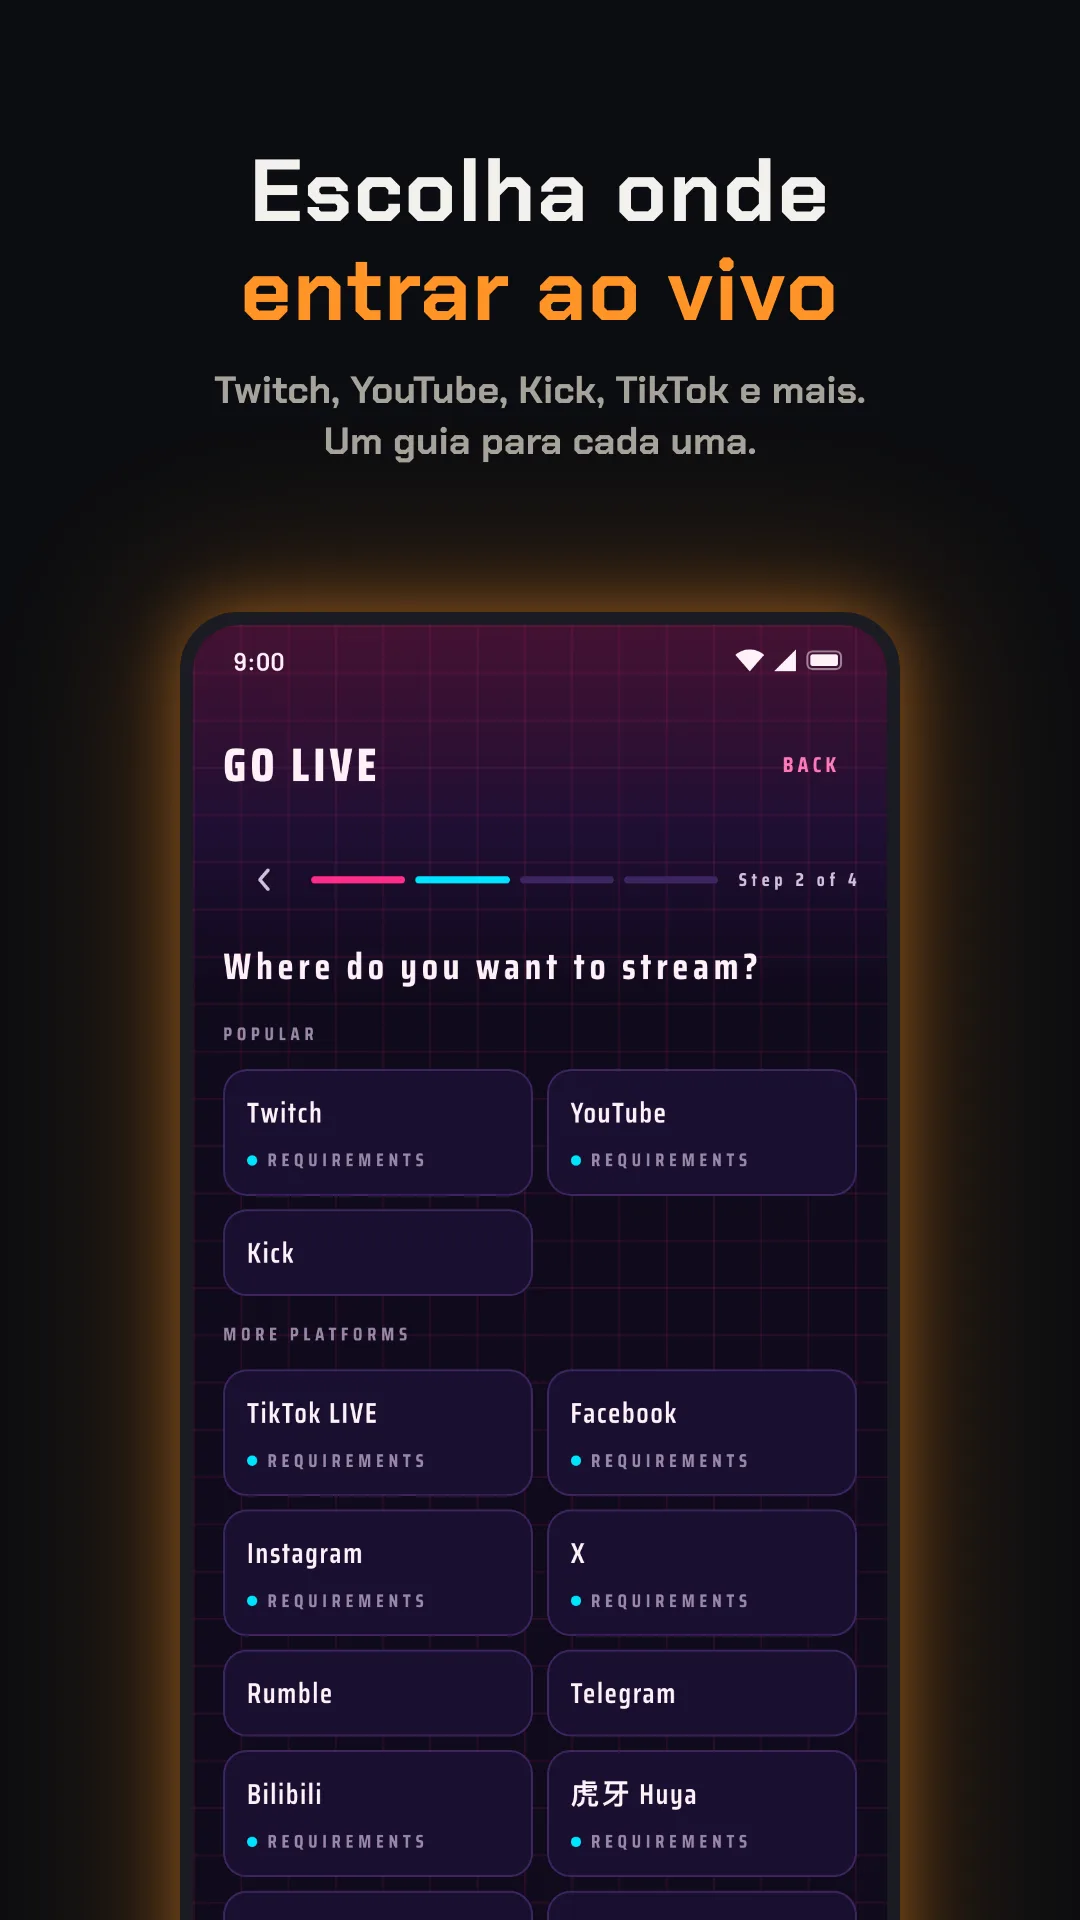 Escolha onde
entrar ao vivo
Twitch, YouTube, Kick, TikTok e mais.
Um guia para cada uma.
9:00
GO LIVE
BACK
Step 2 of 4
Where do you want to stream?
POPULAR
Twitch
REQUIREMENTS
YouTube
REQUIREMENTS
Kick
MORE PLATFORMS
TikTok LIVE
REQUIREMENTS
Facebook
REQUIREMENTS
Instagram
REQUIREMENTS
X
REQUIREMENTS
Rumble
Telegram
Bilibili
REQUIREMENTS
虎牙 Huya
REQUIREMENTS